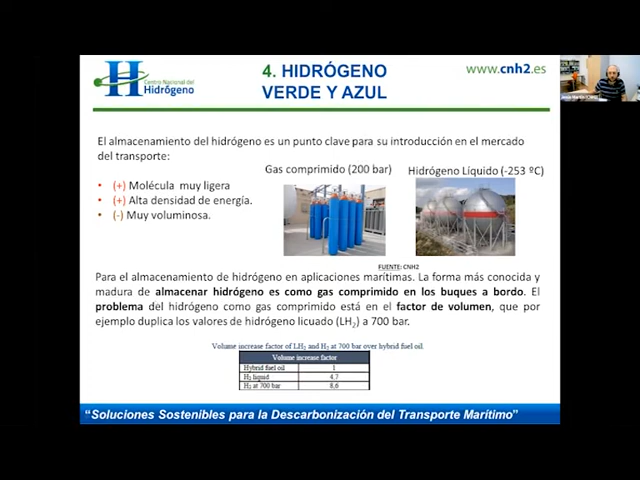 Centro Nacional del
Hidrógeno
4. HIDRÓGENO
VERDE Y AZUL
www.cnh2.es
El almacenamiento del hidrógeno es un punto clave para su introducción en el mercado
del transporte:
• (+) Molécula muy ligera
• (+) Alta densidad de energía.
• (-) Muy voluminosa.
Gas comprimido (200 bar)
Hidrógeno Líquido (-253 ºC)
FUENTE: CNH2
Para el almacenamiento de hidrógeno en aplicaciones marítimas. La forma más conocida y
madura de almacenar hidrógeno es como gas comprimido en los buques a bordo. El
problema del hidrógeno como gas comprimido está en el factor de volumen, que por
ejemplo duplica los valores de hidrógeno licuado (LH2) a 700 bar.
Volume increase factor of LH2 and H2 at 700 bar over hybrid fuel oil.
Volume increase factor
Hybrid fuel oil 1
H2 liquid 4,7
H2 at 700 bar 8,6
“Soluciones Sostenibles para la Descarbonización del Transporte Marítimo”